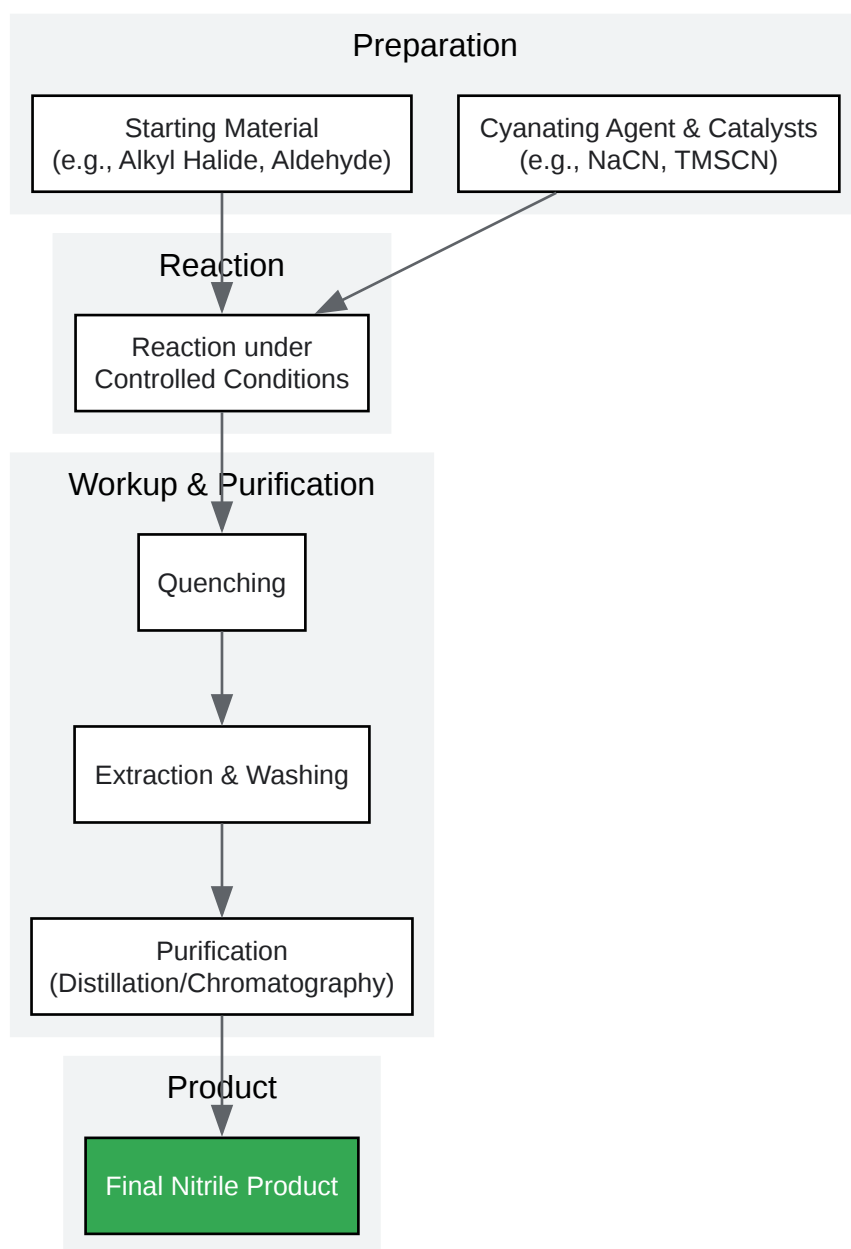 Preparation
Starting Material
(e.g., Alkyl Halide, Aldehyde)
Cyanating Agent & Catalysts
(e.g., NaCN, TMSCN)
Reaction
Reaction under
Controlled Conditions
Workup & Purification
Quenching
Extraction & Washing
Purification
(Distillation/Chromatography)
Product
Final Nitrile Product